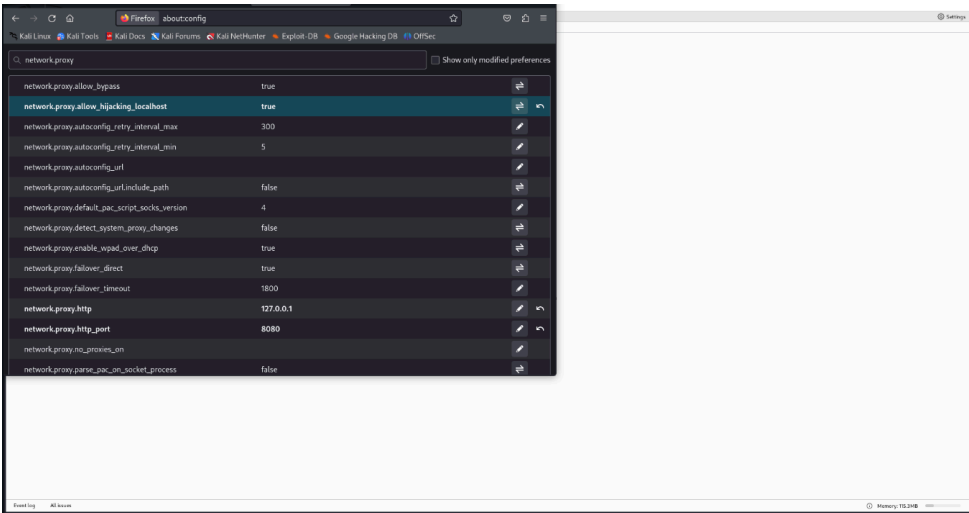 Firefox about:config
Settings
Kali Linux Kali Tools Kali Docs Kali Forums Kali NetHunter Exploit-DB Google Hacking DB OffSec
network.proxy Show only modified preferences
network.proxy.allow_bypass true
network.proxy.allow_hijacking_localhost true
network.proxy.autoconfig_retry_interval_max 300
network.proxy.autoconfig_retry_interval_min 5
network.proxy.autoconfig_url
network.proxy.autoconfig_url.include_path false
network.proxy.default_pac_script_socks_version 4
network.proxy.detect_system_proxy_changes false
network.proxy.enable_wpad_over_dhcp true
network.proxy.failover_direct true
network.proxy.failover_timeout 1800
network.proxy.http 127.0.0.1
network.proxy.http_port 8080
network.proxy.no_proxies_on
network.proxy.parse_pac_on_socket_process false
Event log All issues Memory: 115.2MB